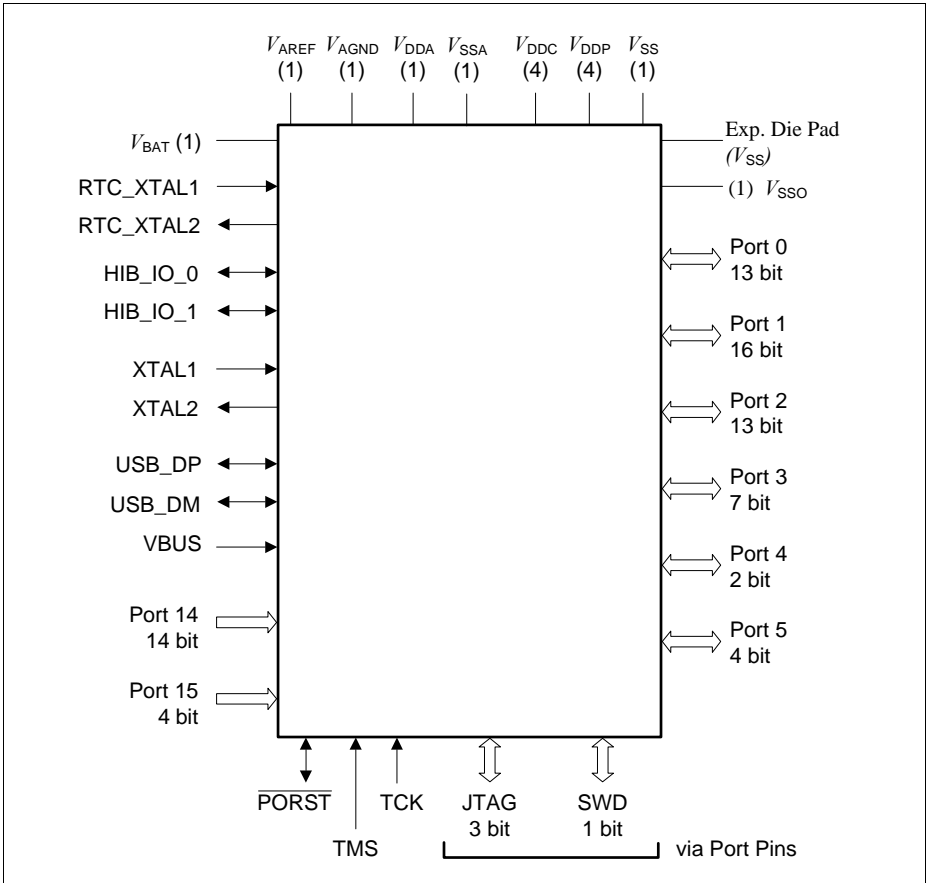 VAREF VAGND VDDA VSSA VDDC VDDP VSS
(1) (1) (1) (1) (4) (4) (1)
VBAT (1)
RTC_XTAL1
RTC_XTAL2
HIB_IO_0
HIB_IO_1
XTAL1
XTAL2
USB_DP
USB_DM
VBUS
Port 14
14 bit
Port 15
4 bit
Exp. Die Pad
(VSS)
(1) VSSO
Port 0
13 bit
Port 1
16 bit
Port 2
13 bit
Port 3
7 bit
Port 4
2 bit
Port 5
4 bit
PORST
TMS
TCK
JTAG
3 bit
SWD
1 bit
via Port Pins